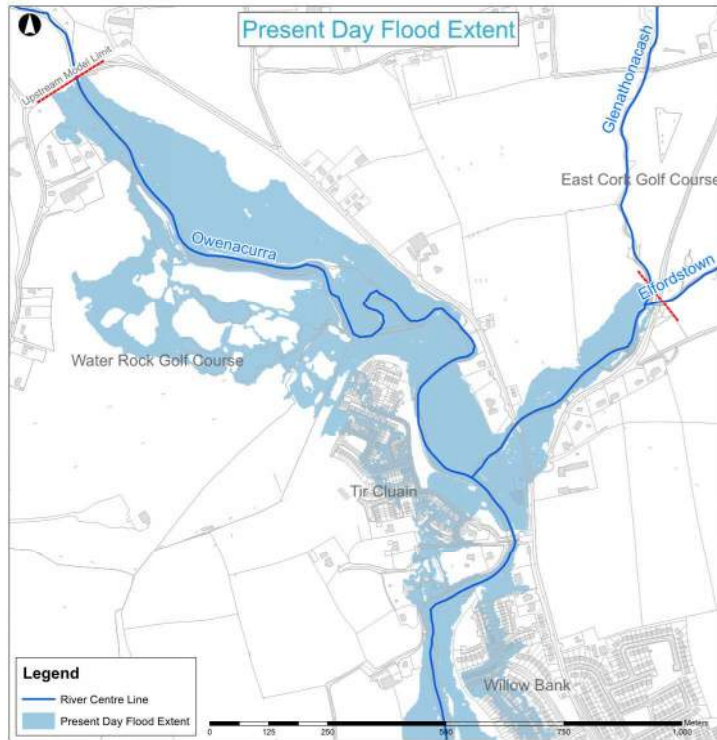 Present Day Flood Extent
Upstream Model Limit
Glenathonacash
East Cork Golf Course
Owenacurra
Elfordstown
Water Rock Golf Course
Tir Cluain
Willow Bank
Legend
River Centre Line
Present Day Flood Extent
Meters
0 125 250 500 750 1,000